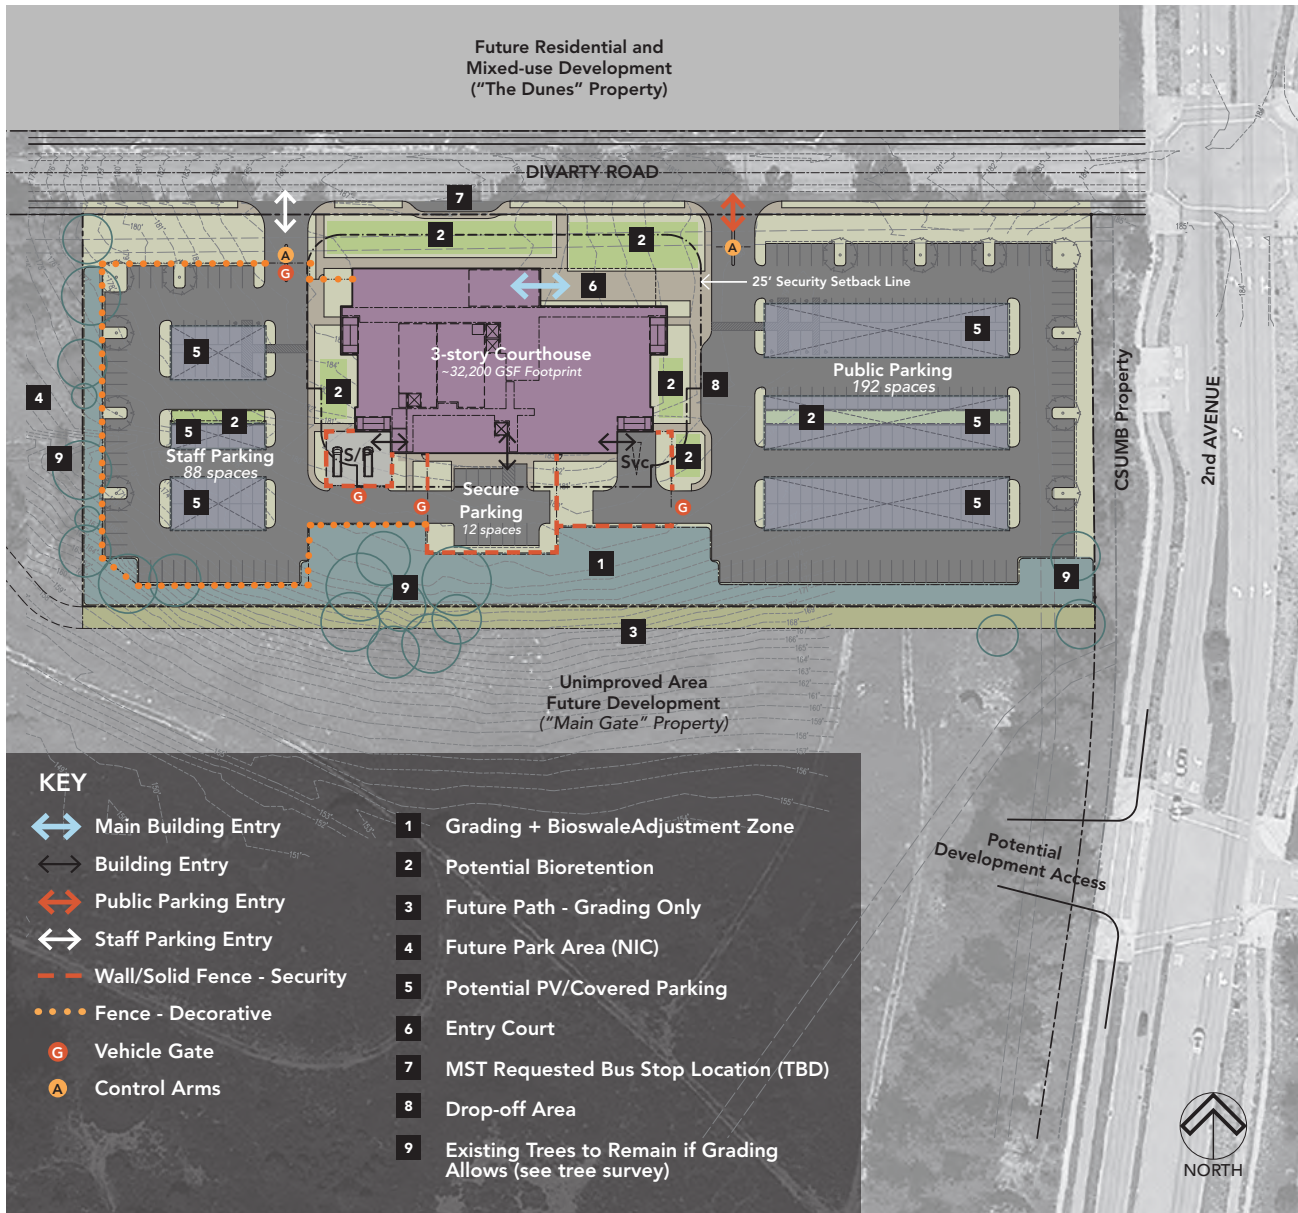 Future Residential and
Mixed-use Development
(“The Dunes” Property)
DIVARTY ROAD
7
2
2
A
G
A
6
25’ Security Setback Line
5
5
3-story Courthouse
~32,200 GSF Footprint
Public Parking
192 spaces
2
2
8
4
2
5
2
5
9
Staff Parking
88 spaces
S/P
Svc
2
5
G
G
G
Secure
Parking
12 spaces
5
1
9
9
3
CSUMB Property
2nd AVENUE
Unimproved Area
Future Development
(“Main Gate” Property)
Potential
Development Access
KEY
Main Building Entry
Building Entry
Public Parking Entry
Staff Parking Entry
Wall/Solid Fence - Security
Fence - Decorative
G Vehicle Gate
A Control Arms
1 Grading + BioswaleAdjustment Zone
2 Potential Bioretention
3 Future Path - Grading Only
4 Future Park Area (NIC)
5 Potential PV/Covered Parking
6 Entry Court
7 MST Requested Bus Stop Location (TBD)
8 Drop-off Area
9 Existing Trees to Remain if Grading
Allows (see tree survey)
NORTH